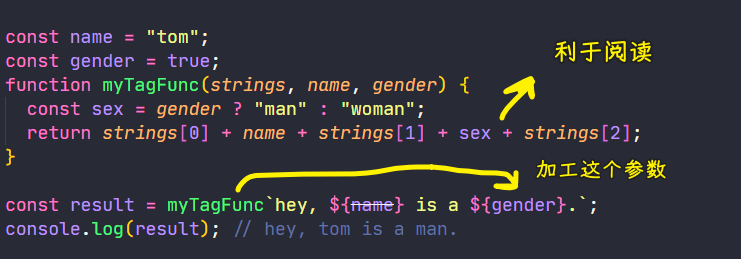 const name = "tom";
利于阅读
const gender = true;
function myTagFunc(strings, name, gender) {
const sex = gender ? "man" : "woman";
return strings[0] + name + strings[1] + sex + strings[2];
}
加工这个参数
const result = myTagFunc`hey, ${name} is a ${gender}.`;
console.log(result); // hey, tom is a man.